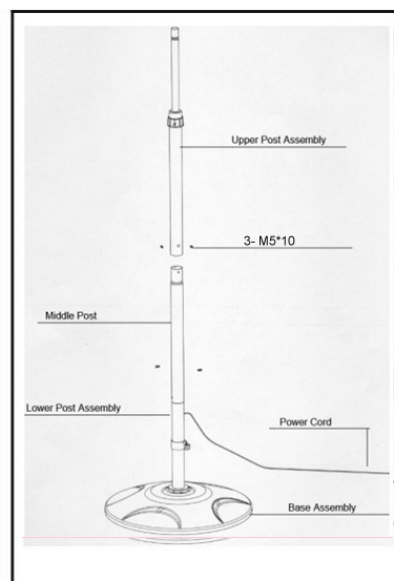 Upper Post Assembly
3- M5*10
Middle Post
Lower Post Assembly
Power Cord
Base Assembly